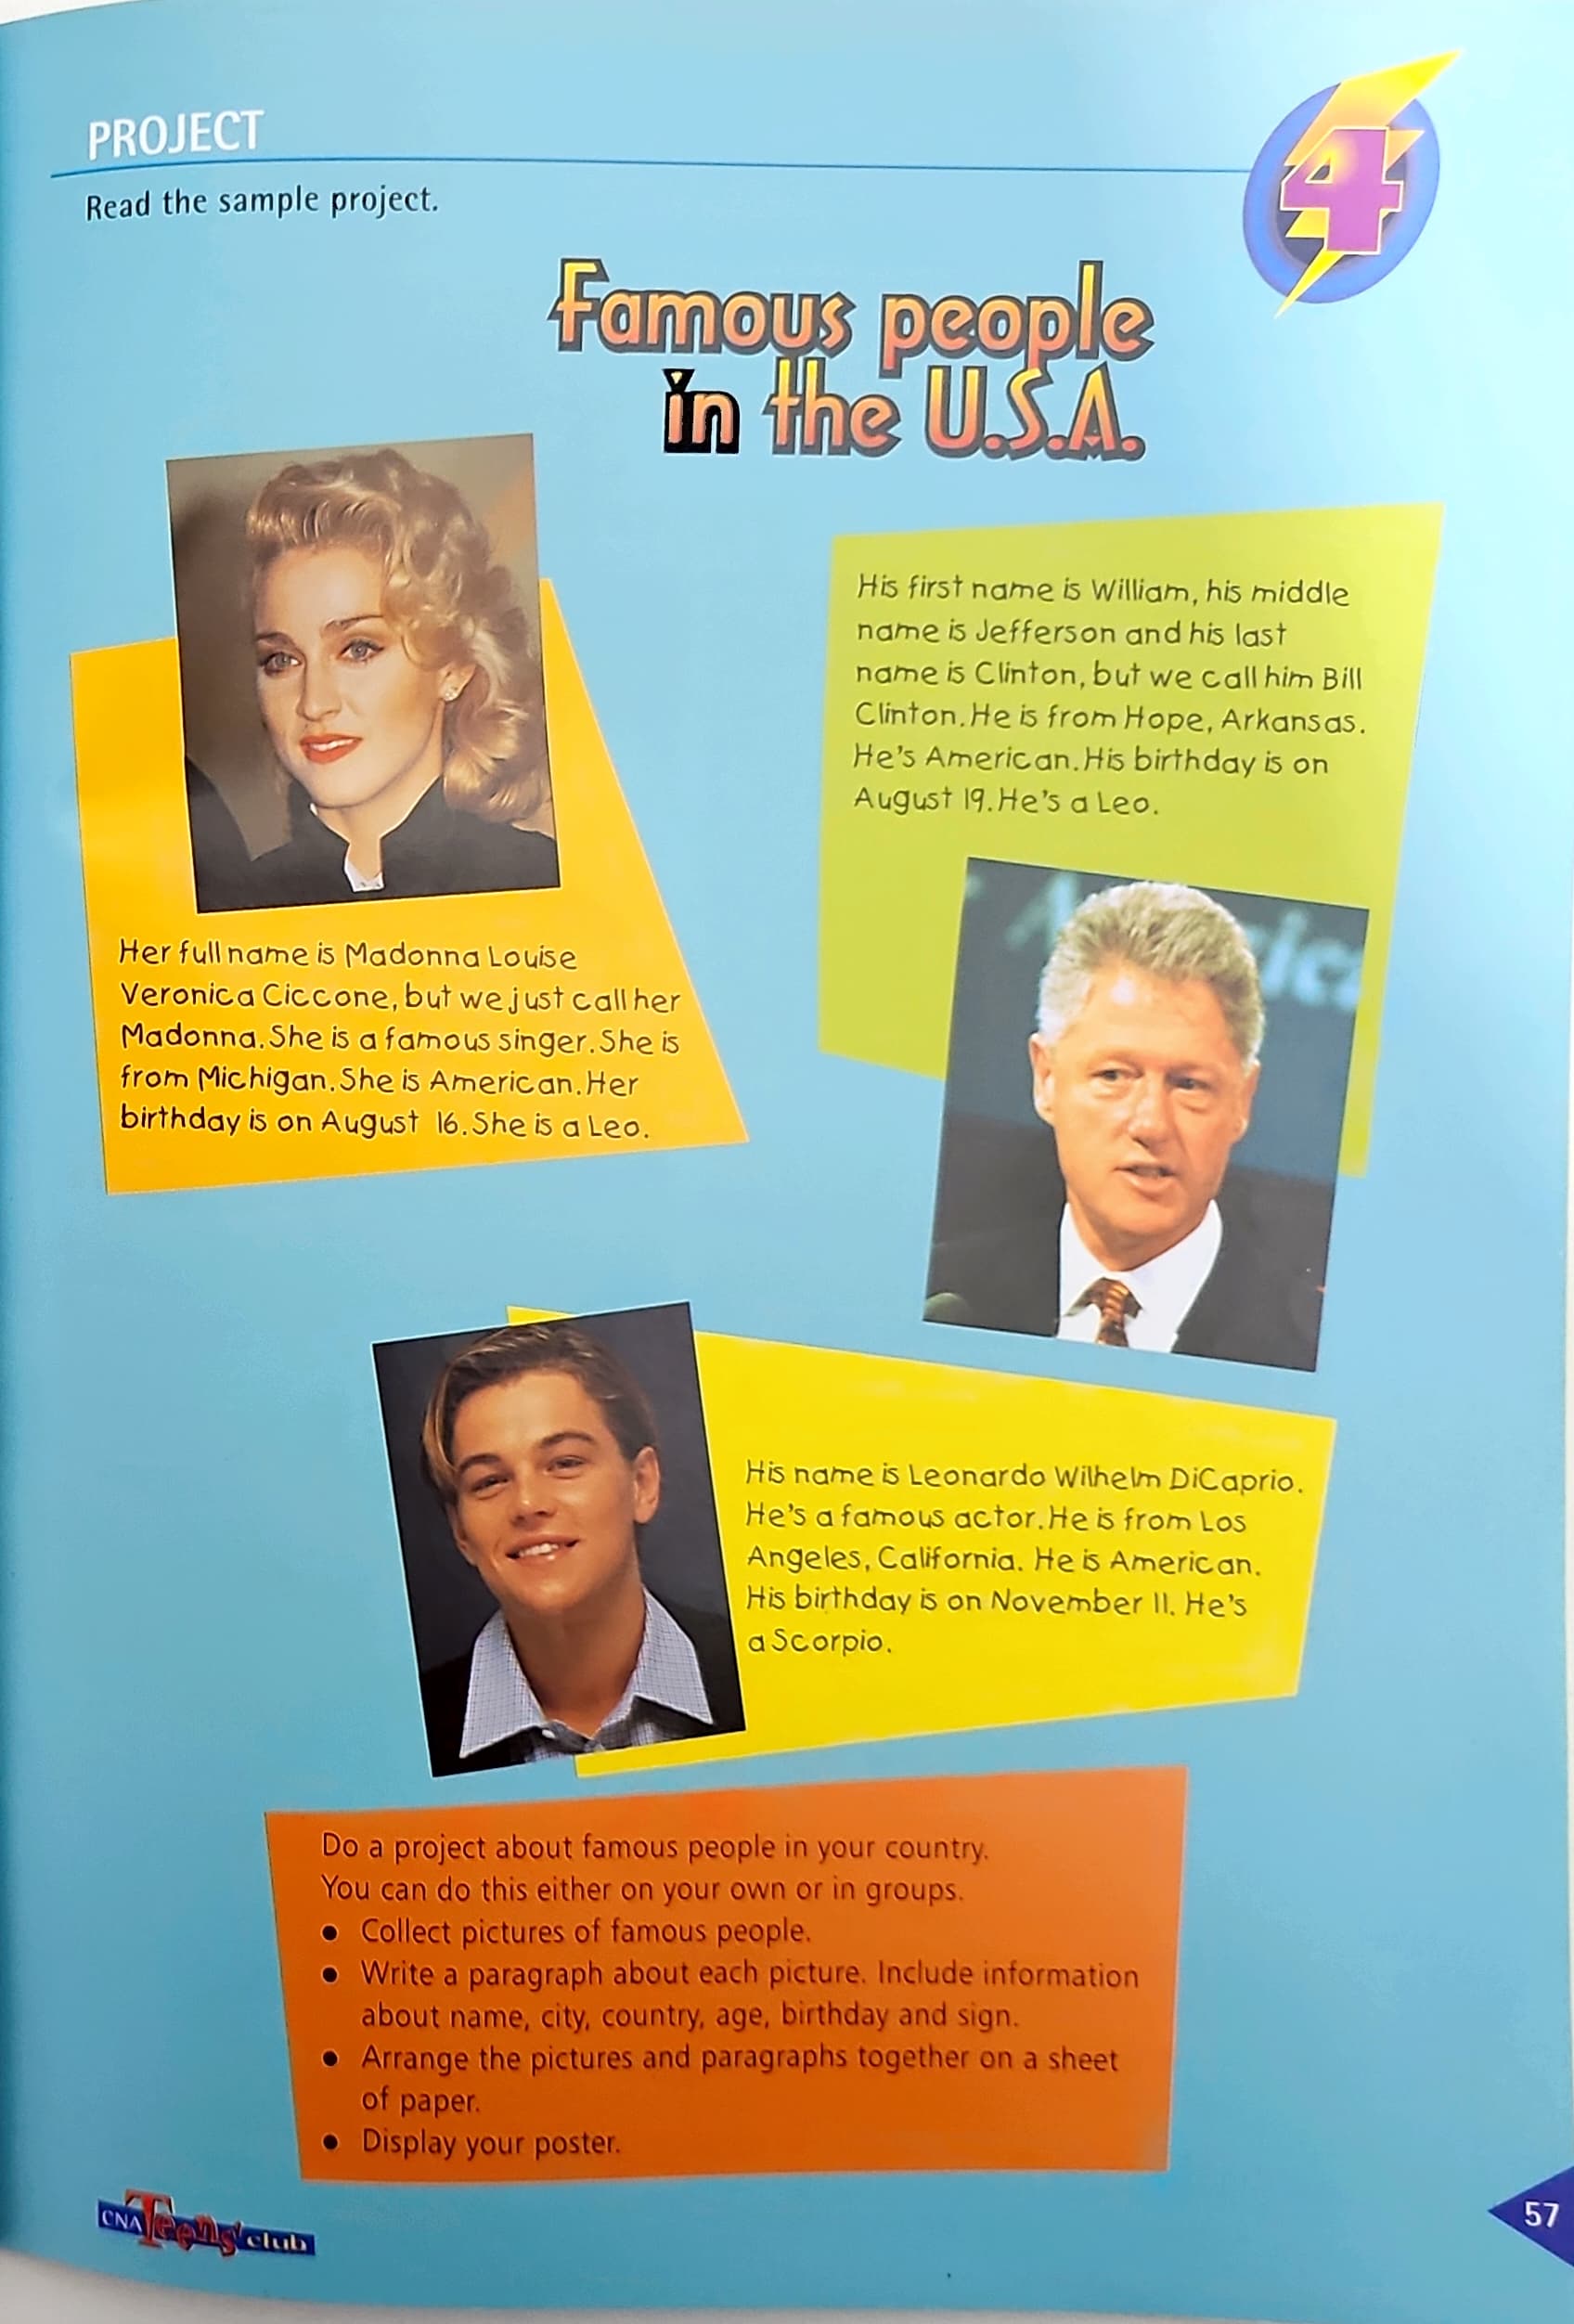 PROJECT
4
Read the sample project.
Famous people
in the U.S.A.
His first name is William, his middle
name is Jefferson and his last
name is Clinton, but we call him Bill
Clinton. He is from Hope, Arkansas.
He's American. His birthday is on
August 19. He's a Leo.
Her full name is Madonna Louise
Veronica Ciccone, but we just call her
Madonna. She is a famous singer. She is
from Michigan. She is American. Her
birthday is on August 16. She is a Leo.
His name is Leonardo Wilhelm DiCaprio.
He's a famous actor. He is from Los
Angeles, California. He is American.
His birthday is on November 11. He's
a Scorpio.
Do a project about famous people in your country.
You can do this either on your own or in groups.
● Collect pictures of famous people.
● Write a paragraph about each picture. Include information
about name, city, country, age, birthday and sign.
● Arrange the pictures and paragraphs together on a sheet
of paper.
● Display your poster.
CNA Teens' club
57